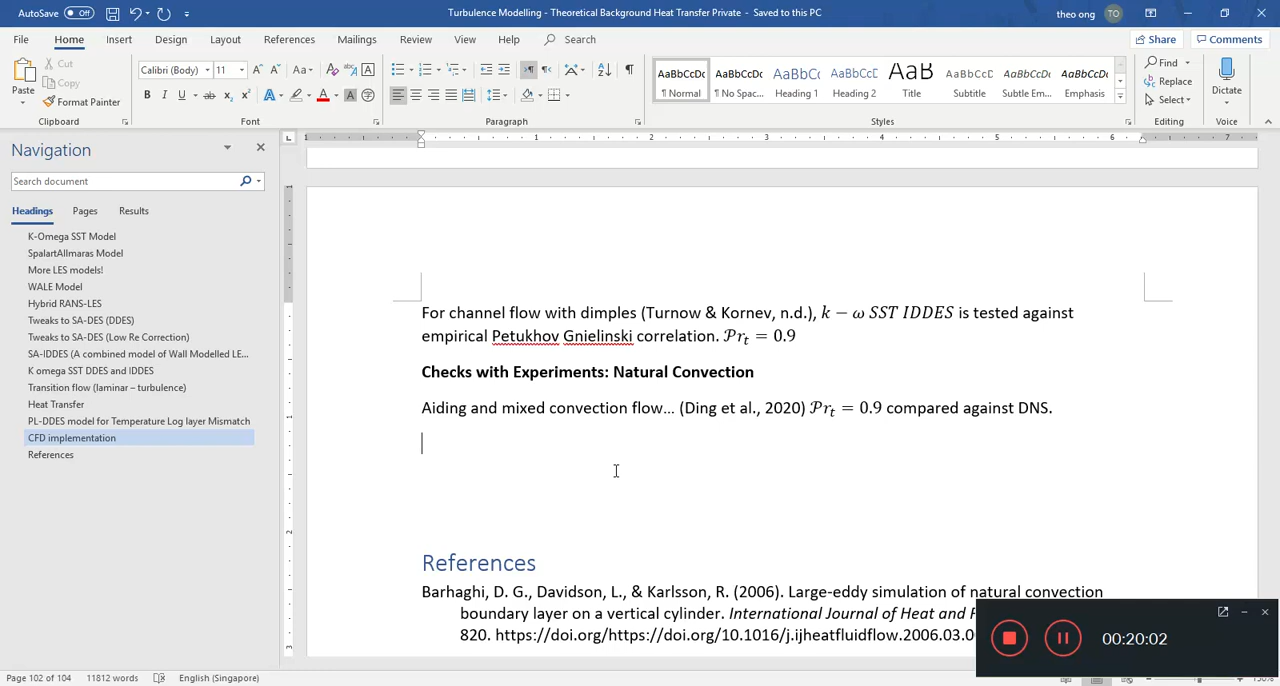 AutoSave Off
Turbulence Modelling - Theoretical Background Heat Transfer Private - Saved to this PC
theo ong TO
File Home Insert Design Layout References Mailings Review View Help Search Share Comments
Paste Cut Copy Format Painter
Calibri (Body) 11
AaBbCcDc AaBbCcDc AaBbCc AaBbCcD AaB AaBbCcD AaBbCcDc AaBbCcDc
¶ Normal ¶ No Spac... Heading 1 Heading 2 Title Subtitle Subtle Em... Emphasis
Find Replace Select
Dictate
Clipboard Font Paragraph Styles Editing Voice
Navigation
Search document
Headings Pages Results
K-Omega SST Model
SpalartAllmaras Model
More LES models!
WALE Model
Hybrid RANS-LES
Tweaks to SA-DES (DDES)
Tweaks to SA-DES (Low Re Correction)
SA-IDDES (A combined model of Wall Modelled LE...
K omega SST DDES and IDDES
Transition flow (laminar – turbulence)
Heat Transfer
PL-DDES model for Temperature Log layer Mismatch
CFD implementation
References
For channel flow with dimples (Turnow & Kornev, n.d.), k − ω SST IDDES is tested against
empirical Petukhov Gnielinski correlation. 𝒫r_t = 0.9
Checks with Experiments: Natural Convection
Aiding and mixed convection flow... (Ding et al., 2020) 𝒫r_t = 0.9 compared against DNS.
References
Barhaghi, D. G., Davidson, L., & Karlsson, R. (2006). Large-eddy simulation of natural convection
boundary layer on a vertical cylinder. International Journal of Heat and
820. https://doi.org/https://doi.org/10.1016/j.ijheatfluidflow.2006.03.0
00:20:02
Page 102 of 104 11812 words English (Singapore)